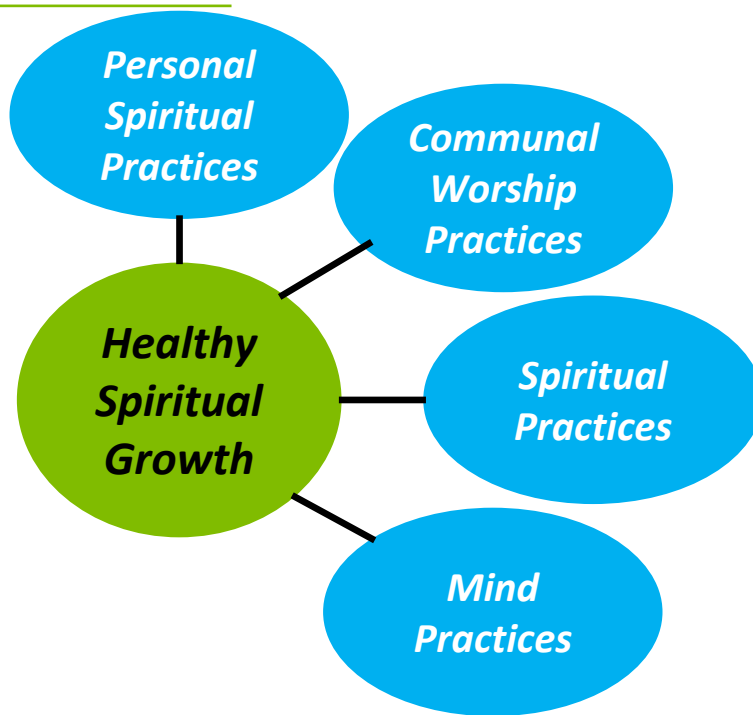 Personal
Spiritual
Practices
Communal
Worship
Practices
Healthy
Spiritual
Growth
Spiritual
Practices
Mind
Practices